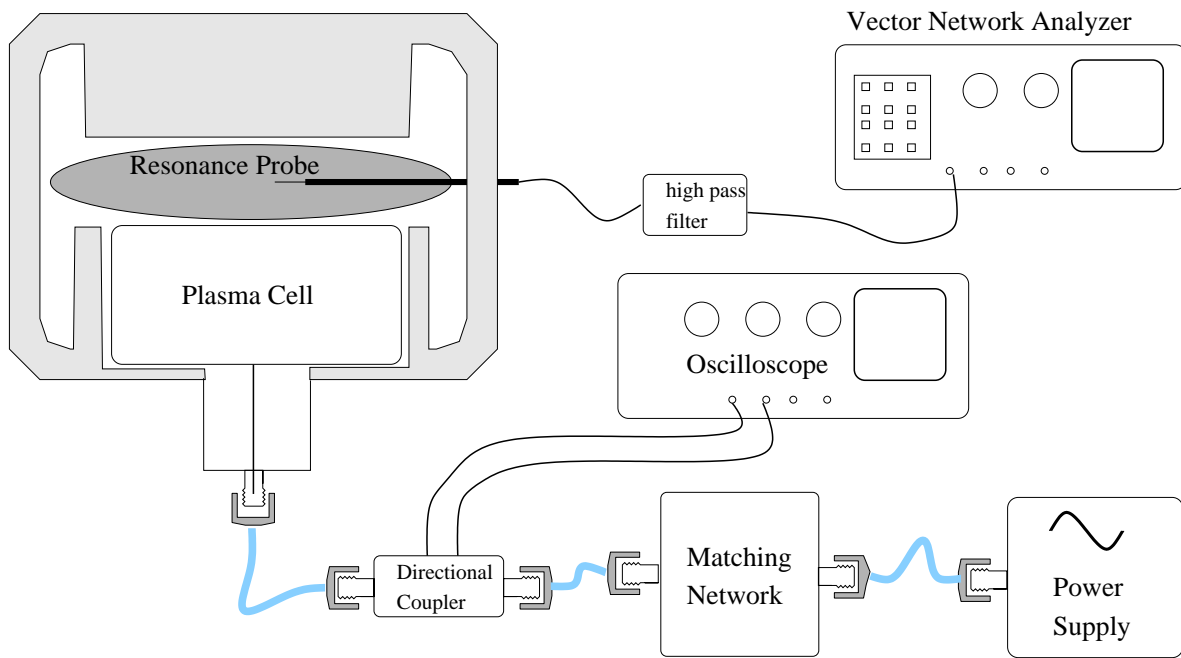 Vector Network Analyzer
Resonance Probe
high pass
filter
Plasma Cell
Oscilloscope
Directional
Coupler
Matching
Network
Power
Supply